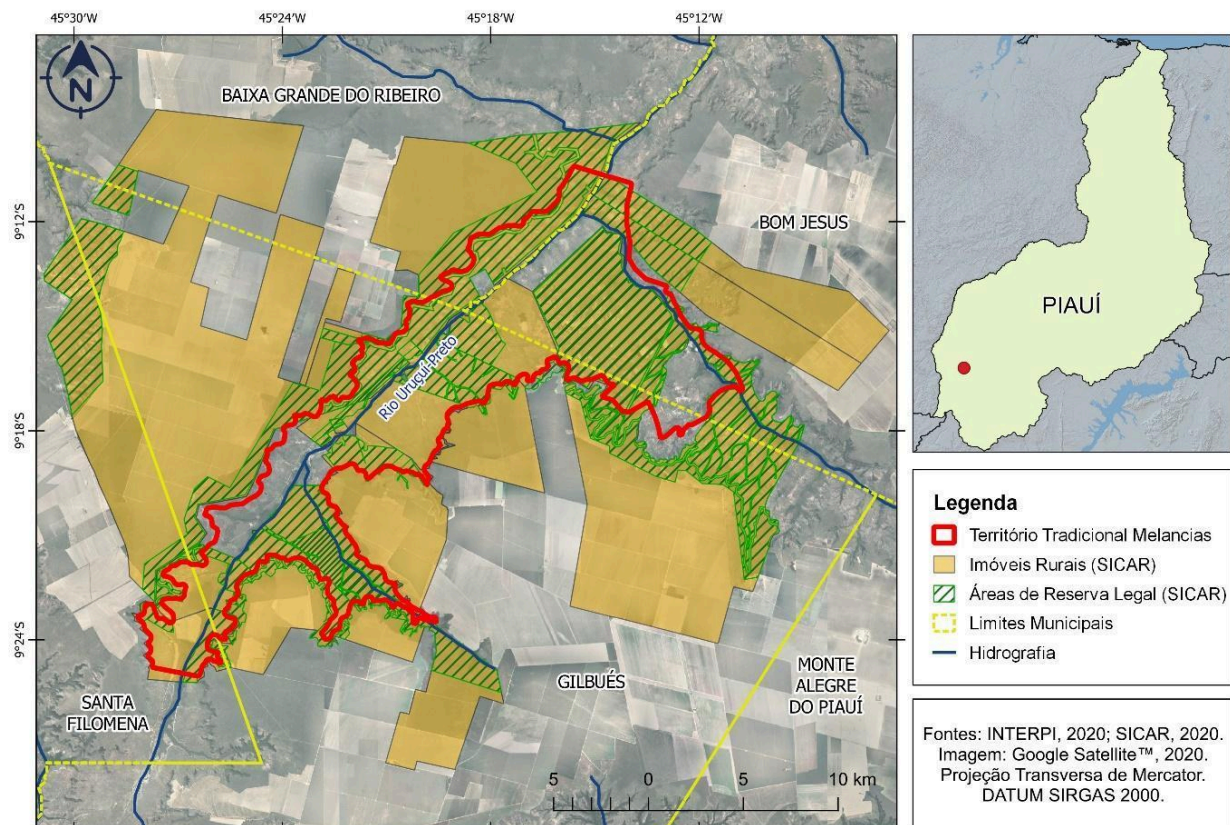 45°30'W
45°24'W
45°18'W
45°12'W
N
BAIXA GRANDE DO RIBEIRO
9°12'S
BOM JESUS
Rio Uruçuí-Preto
9°18'S
9°24'S
SANTA
FILOMENA
GILBUÉS
MONTE
ALEGRE
DO PIAUÍ
5 0 5 10 km
PIAUÍ
Legenda
Território Tradicional Melancias
Imóveis Rurais (SICAR)
Áreas de Reserva Legal (SICAR)
Limites Municipais
Hidrografia
Fontes: INTERPI, 2020; SICAR, 2020.
Imagem: Google Satellite™, 2020.
Projeção Transversa de Mercator.
DATUM SIRGAS 2000.